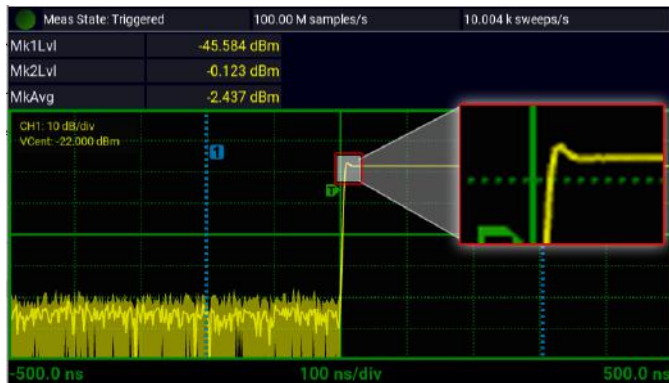 Meas State: Triggered 100.00 M samples/s 10.004 k sweeps/s
Mk1Lvl -45.584 dBm
Mk2Lvl -0.123 dBm
MkAvg -2.437 dBm
CH1: 10 dB/div
VCent: -22.000 dBm
1
T
-500.0 ns 100 ns/div 500.0 ns